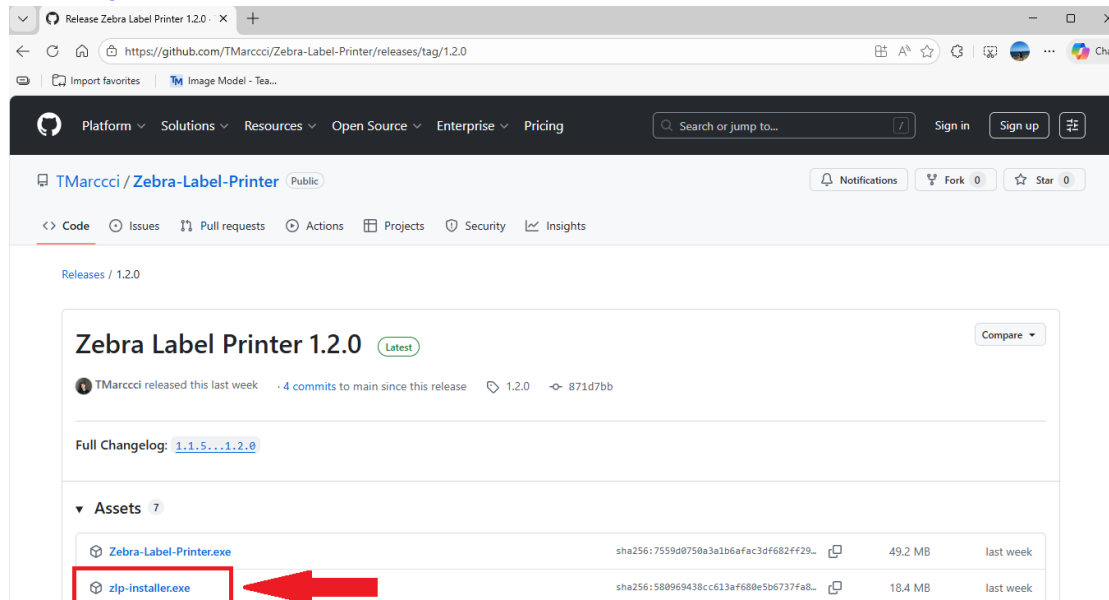 Release Zebra Label Printer 1.2.0 ·
https://github.com/TMarccci/Zebra-Label-Printer/releases/tag/1.2.0
Import favorites TM Image Model - Tea...
Platform Solutions Resources Open Source Enterprise Pricing Search or jump to... / Sign in Sign up
TMarccci / Zebra-Label-Printer Public Notifications Fork 0 Star 0
<> Code Issues Pull requests Actions Projects Security Insights
Releases / 1.2.0
Zebra Label Printer 1.2.0 Latest Compare
TMarccci released this last week · 4 commits to main since this release 1.2.0 871d7bb
Full Changelog: 1.1.5...1.2.0
Assets 7
Zebra-Label-Printer.exe sha256:7559d0750a3a1b6afac3df682ff29… 49.2 MB last week
zlp-installer.exe sha256:580969438cc613af680e5b6737fa8… 18.4 MB last week